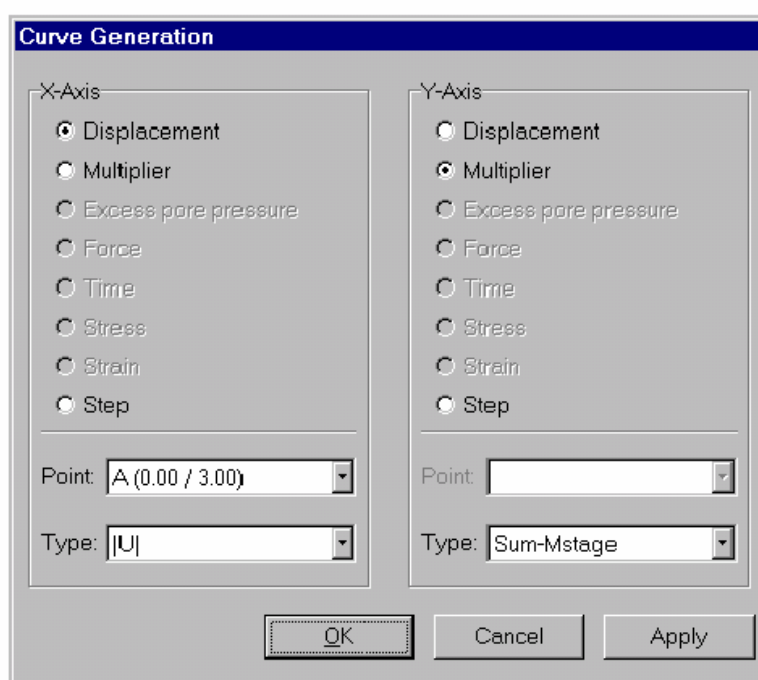 Curve Generation
X-Axis
Displacement
Multiplier
Excess pore pressure
Force
Time
Stress
Strain
Step
Point: A (0.00 / 3.00)
Type: |U|
Y-Axis
Displacement
Multiplier
Excess pore pressure
Force
Time
Stress
Strain
Step
Point:
Type: Sum-Mstage
OK
Cancel
Apply